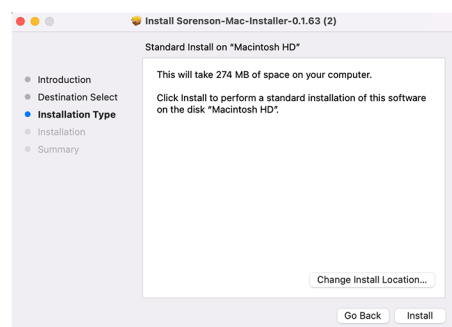 Install Sorenson-Mac-Installer-0.1.63 (2)
Standard Install on “Macintosh HD”
Introduction
Destination Select
Installation Type
Installation
Summary
This will take 274 MB of space on your computer.
Click Install to perform a standard installation of this software
on the disk “Macintosh HD”.
Change Install Location...
Go Back
Install